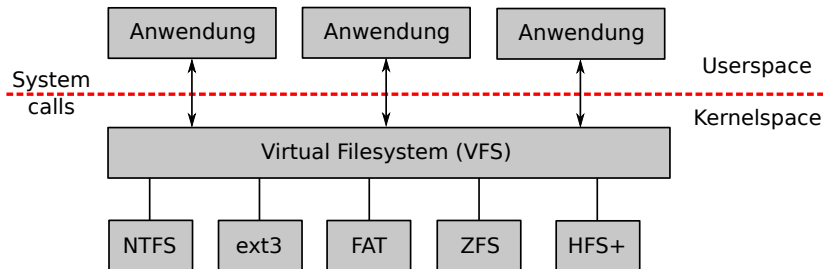 Anwendung
Anwendung
Anwendung
System
calls
Userspace
Kernelspace
Virtual Filesystem (VFS)
NTFS
ext3
FAT
ZFS
HFS+